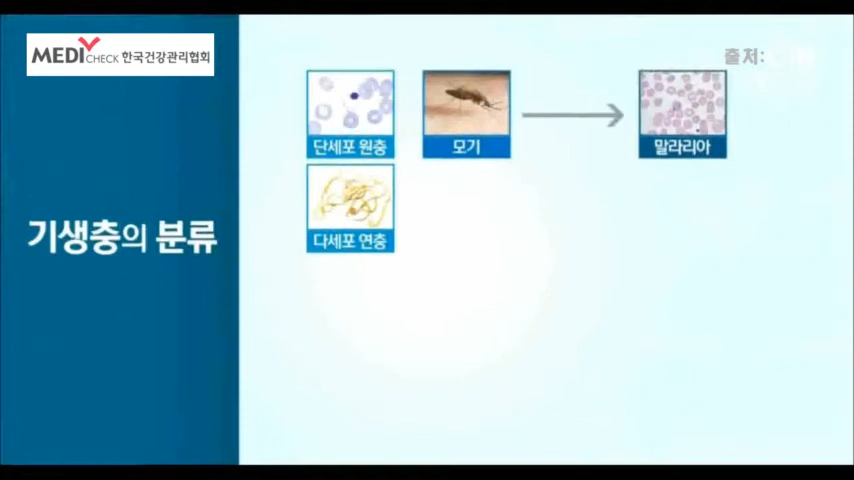 MEDI CHECK 한국건강관리협회
출처:
단세포 원충
모기
말라리아
다세포 연충
기생충의 분류